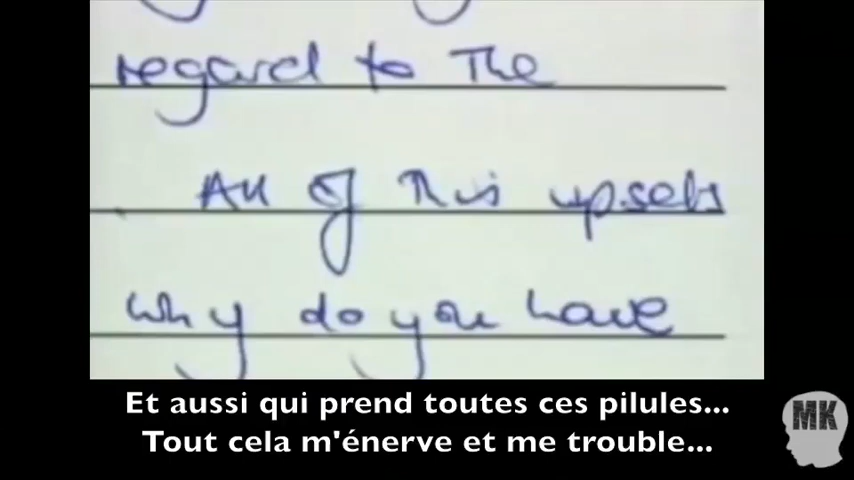 regard to The
All of This upsets
why do you have
Et aussi qui prend toutes ces pilules...
Tout cela m'énerve et me trouble...
MK